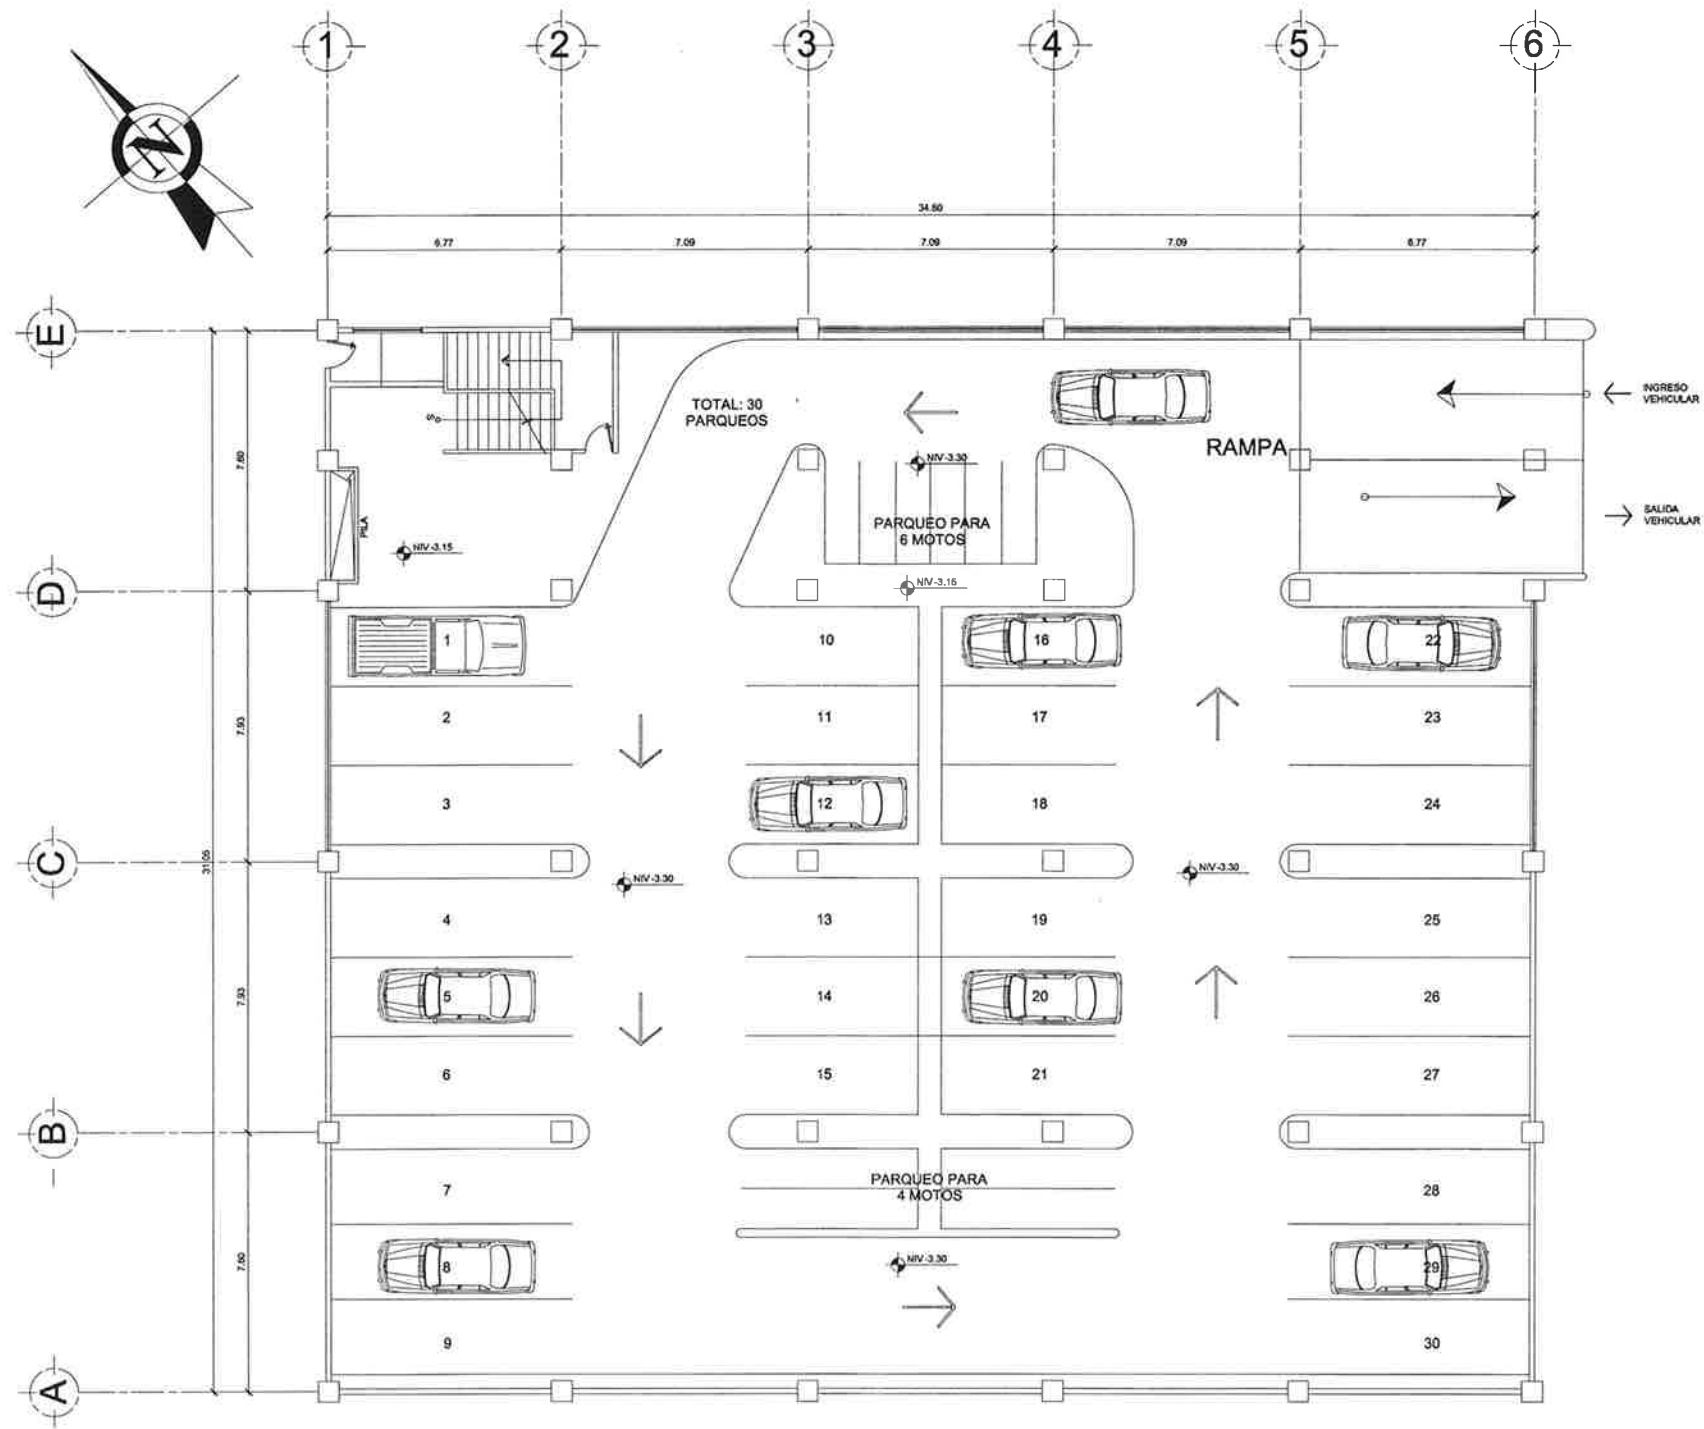 1 2 3 4 5 6
N
34.80
6.77 7.09 7.09 7.09 6.77
E
INGRESO
VEHICULAR
TOTAL: 30
PARQUEOS
RAMPA
NIV -3.30
7.60
PARQUEO PARA
6 MOTOS
SALIDA
VEHICULAR
PILA
NIV -3.15
NIV -3.15
D
1 10 16 22
2 11 17 23
7.93
3 12 18 24
C
31.05
NIV -3.30
NIV -3.30
4 13 19 25
5 14 20 26
7.93
6 15 21 27
B
PARQUEO PARA
4 MOTOS
7 28
7.60
8 29
NIV -3.30
9 30
A